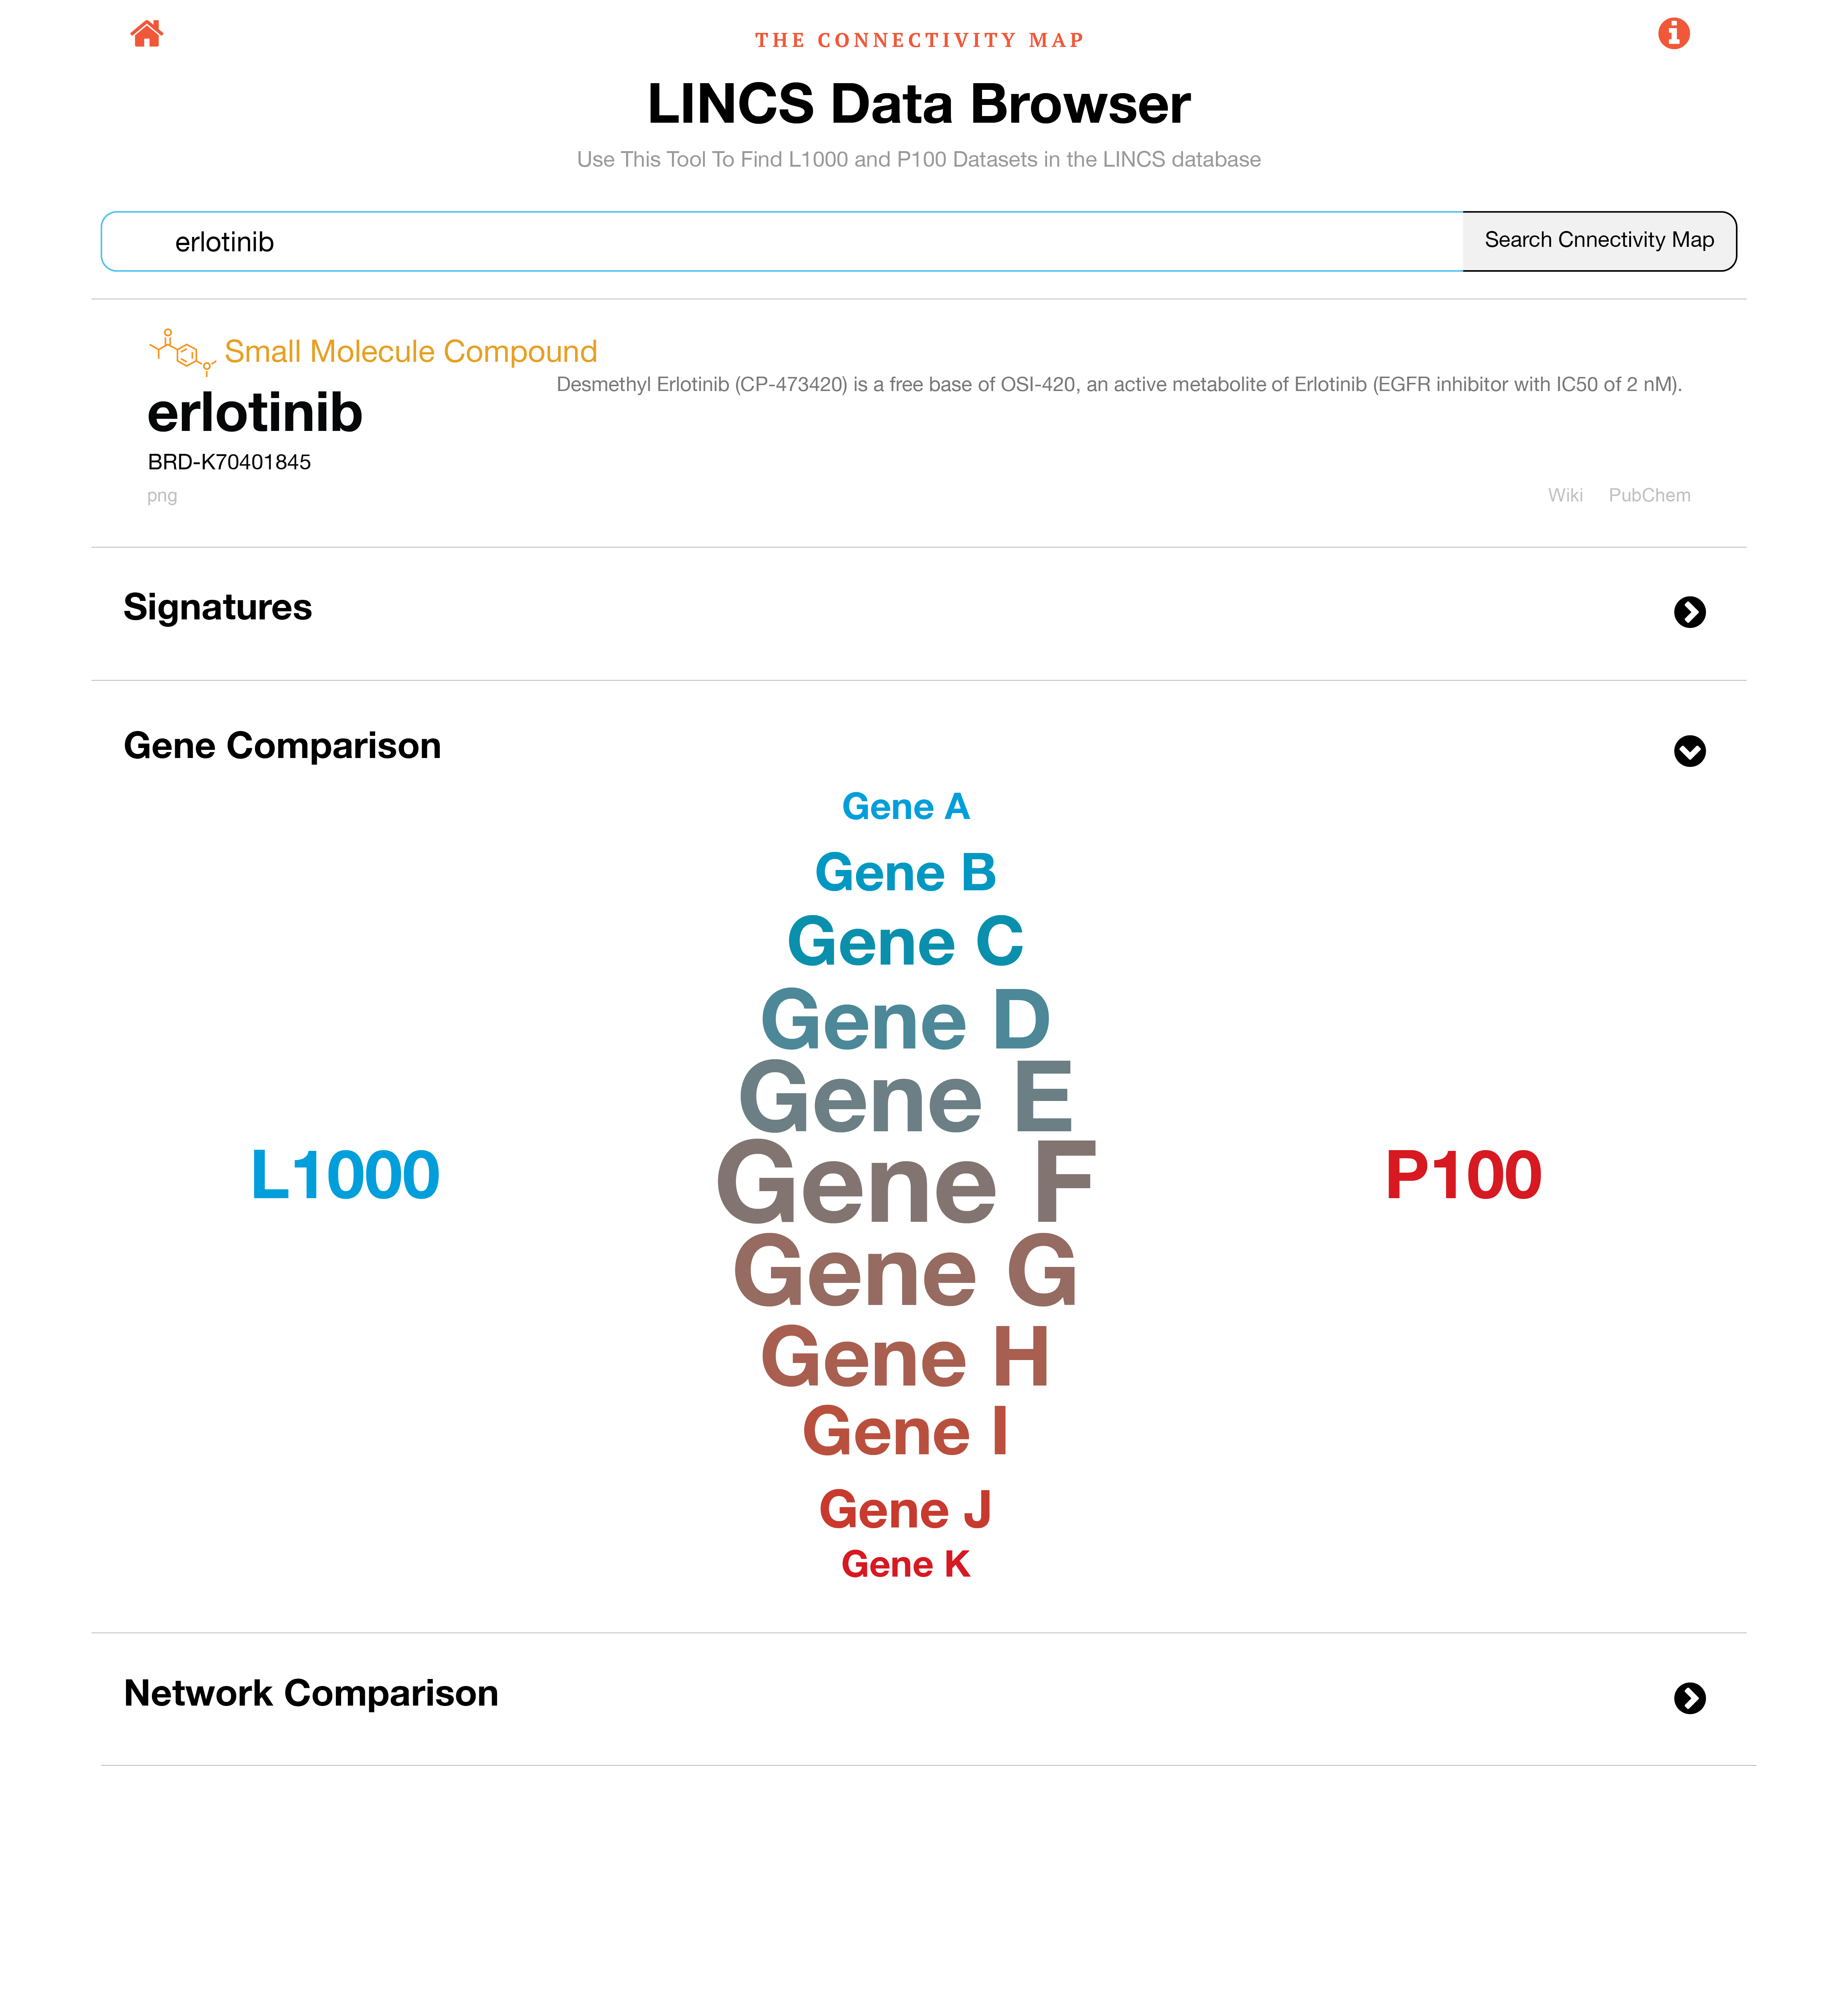 THE CONNECTIVITY MAP
LINCS Data Browser
Use This Tool To Find L1000 and P100 Datasets in the LINCS database
erlotinib
Search Cnnectivity Map
Small Molecule Compound
Desmethyl Erlotinib (CP-473420) is a free base of OSI-420, an active metabolite of Erlotinib (EGFR inhibitor with IC50 of 2 nM).
erlotinib
BRD-K70401845
png
Wiki PubChem
Signatures
Gene Comparison
Gene A
Gene B
Gene C
Gene D
Gene E
L1000
Gene F
P100
Gene G
Gene H
Gene I
Gene J
Gene K
Network Comparison